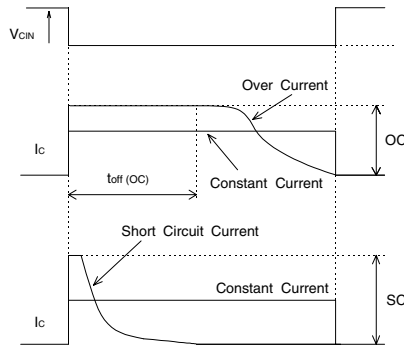 VCIN
Over Current
OC
IC
toff (OC)
Constant Current
Short Circuit Current
Constant Current
SC
IC